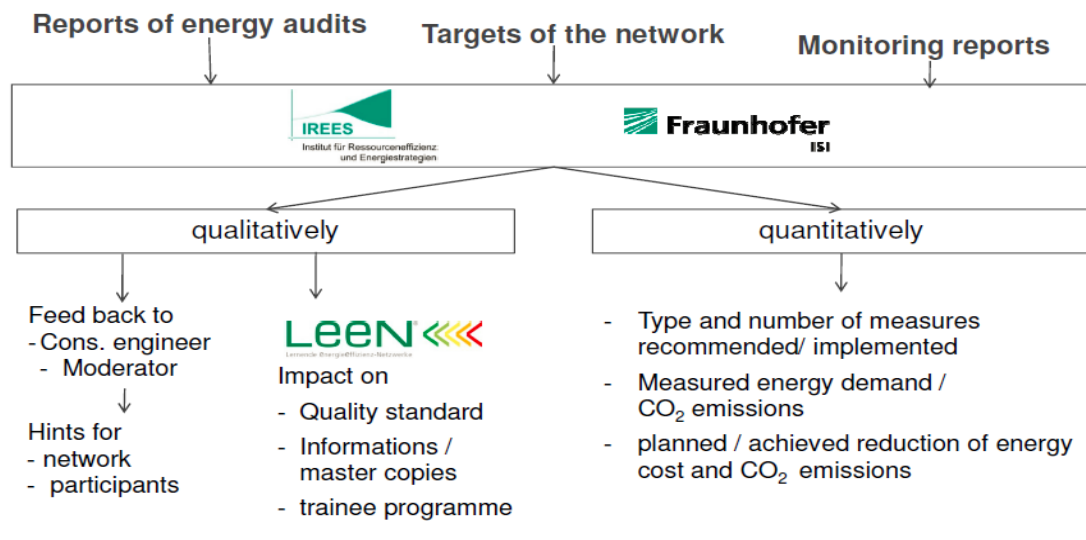 Reports of energy audits
Targets of the network
Monitoring reports
IREES
Institut für Ressourceneffizienz
und Energiestrategien
Fraunhofer
ISI
qualitatively
quantitatively
Feed back to
-Cons. engineer
- Moderator
Hints for
- network
- participants
LEEN
Lernende EnergieEffizienz-Netzwerke
Impact on
- Quality standard
- Informations /
master copies
- trainee programme
- Type and number of measures
recommended/ implemented
- Measured energy demand /
CO₂ emissions
- planned / achieved reduction of energy
cost and CO₂ emissions